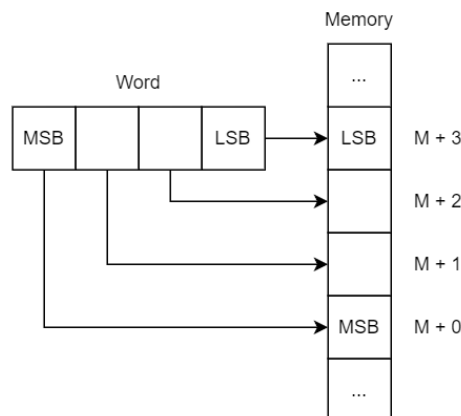 Memory
...
Word
MSB LSB
LSB M + 3
M + 2
M + 1
MSB M + 0
...